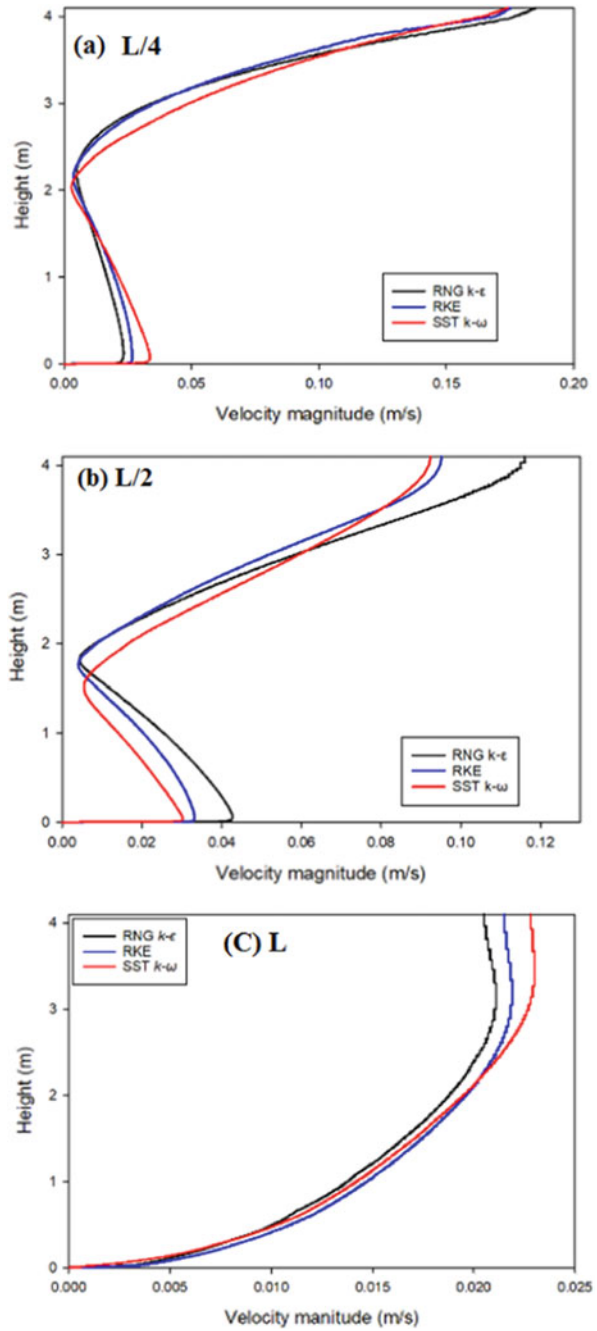 (a) L/4
4
3
2
1
0
Height (m)
RNG k-ε
RKE
SST k-ω
0.00 0.05 0.10 0.15 0.20
Velocity magnitude (m/s)
(b) L/2
4
3
2
1
0
Height (m)
RNG k-ε
RKE
SST k-ω
0.00 0.02 0.04 0.06 0.08 0.10 0.12
Velocity magnitude (m/s)
(C) L
RNG k-ε
RKE
SST k-ω
4
3
2
1
0
Height (m)
0.000 0.005 0.010 0.015 0.020 0.025
Velocity manitude (m/s)